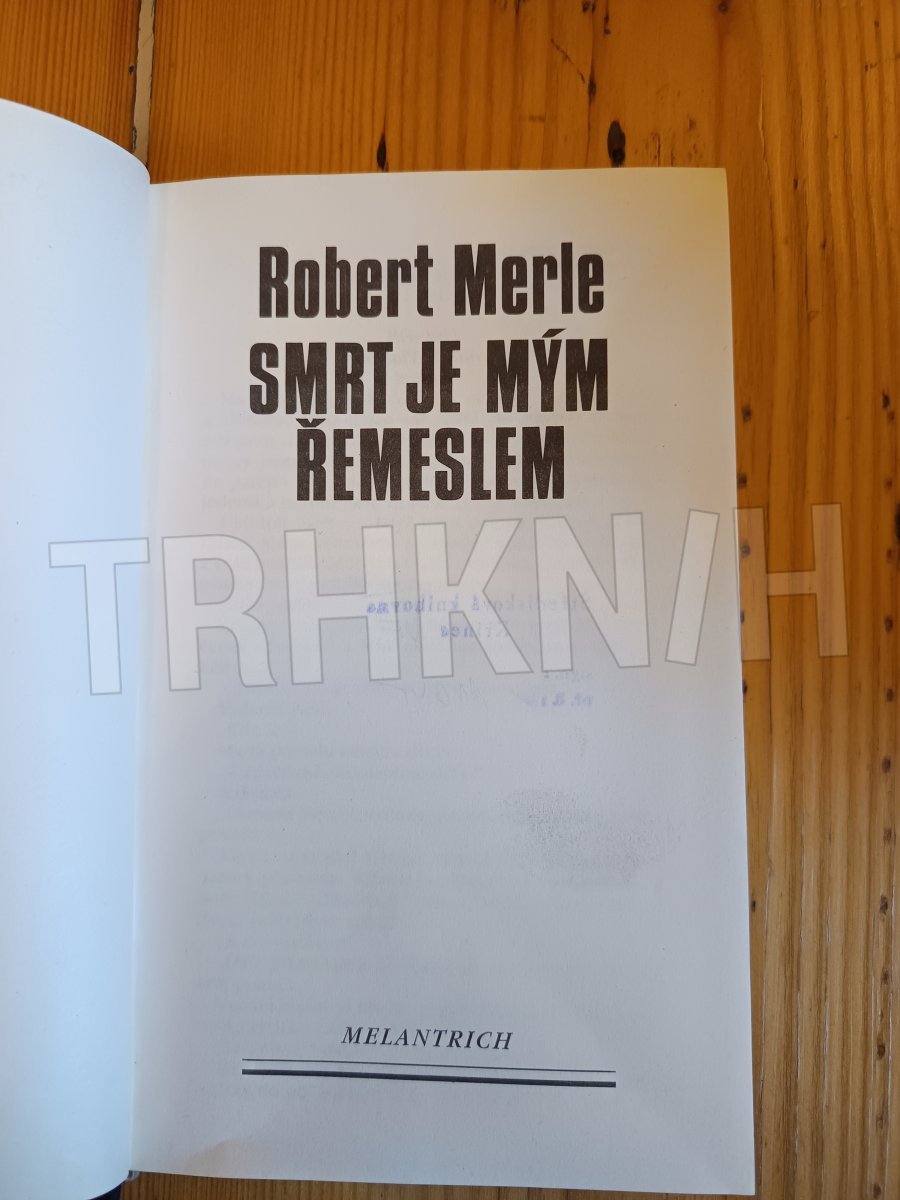 Robert Merle
SMRT JE MÝM
ŘEMESLEM
TRHKNIH
MELANTRICH